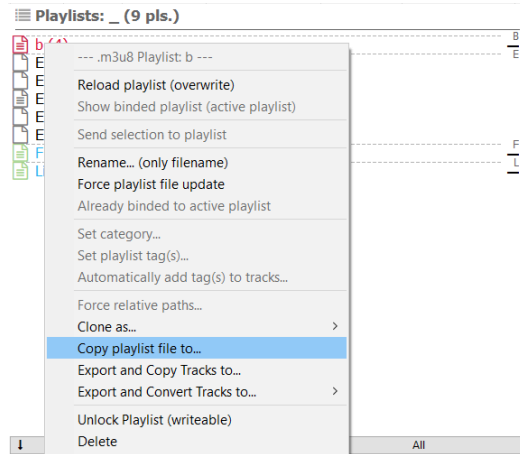 Playlists: _ (9 pls.)
B
b (4)
E
--- .m3u8 Playlist: b ---
E
E
Reload playlist (overwrite)
E
Show binded playlist (active playlist)
E
Send selection to playlist
E
F
F
Rename... (only filename)
L
Li
Force playlist file update
Already binded to active playlist
Set category...
Set playlist tag(s)...
Automatically add tag(s) to tracks...
Force relative paths...
Clone as...
Copy playlist file to...
Export and Copy Tracks to...
Export and Convert Tracks to...
Unlock Playlist (writeable)
Delete
All